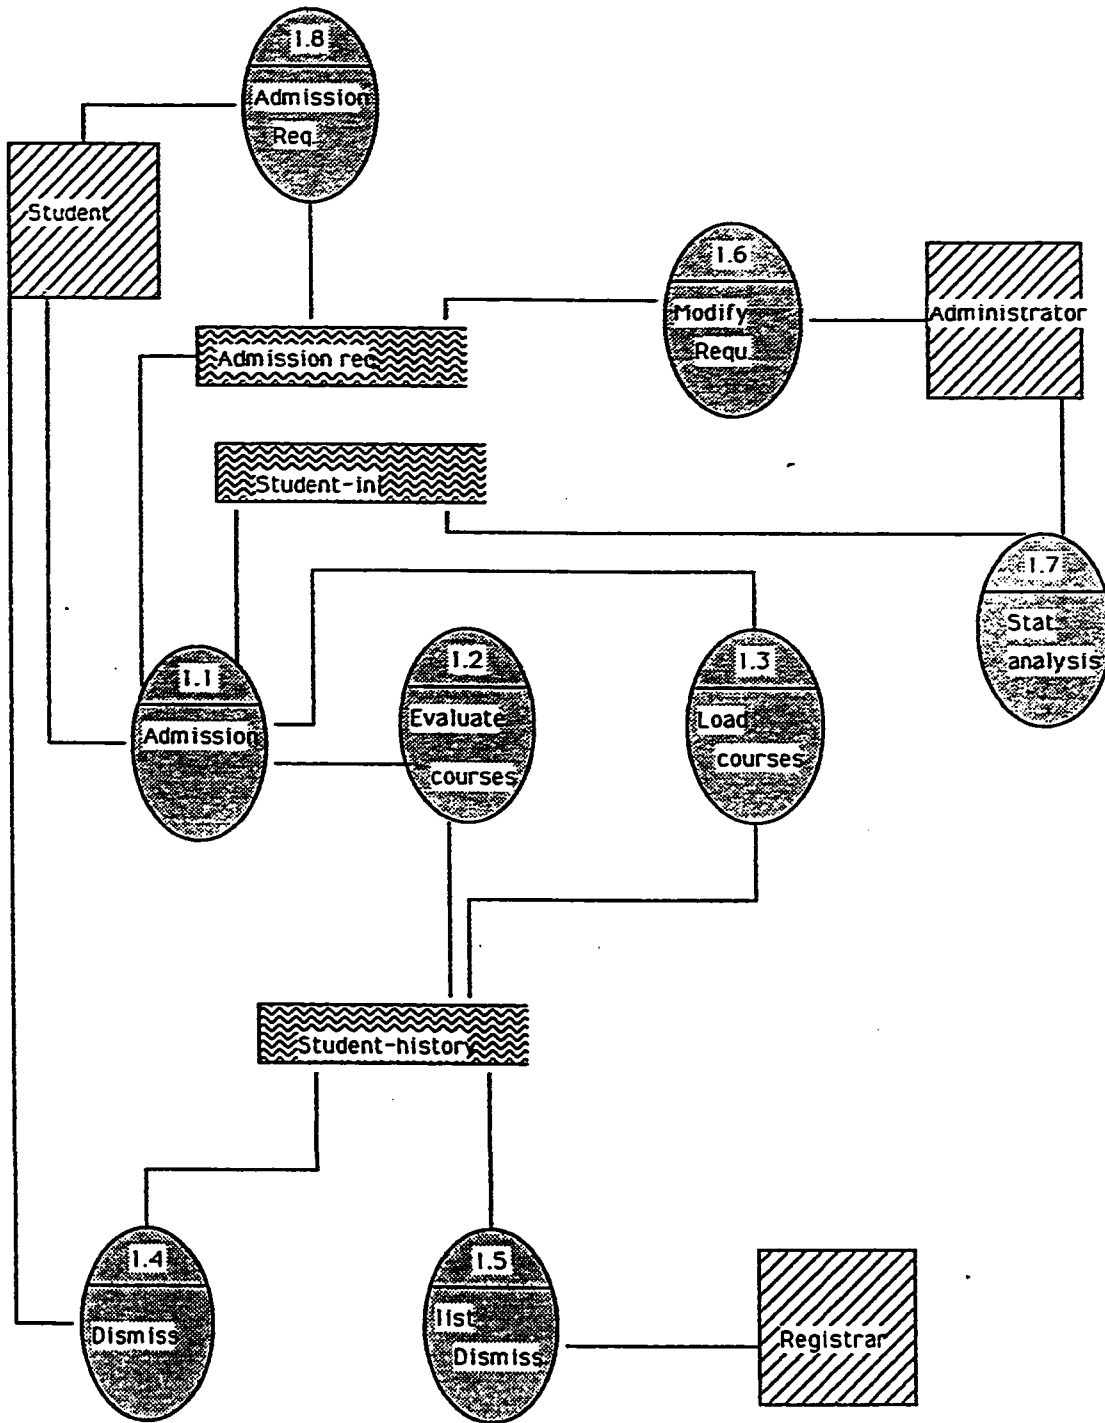 1.8
Admission
Req.
Student
1.6
Modify
Requ.
Administrator
Admission req
Student-in
1.7
Stat.
analysis
1.1
Admission
1.2
Evaluate
courses
1.3
Load
courses
Student-history
1.4
Dismiss
1.5
list
Dismiss.
Registrar